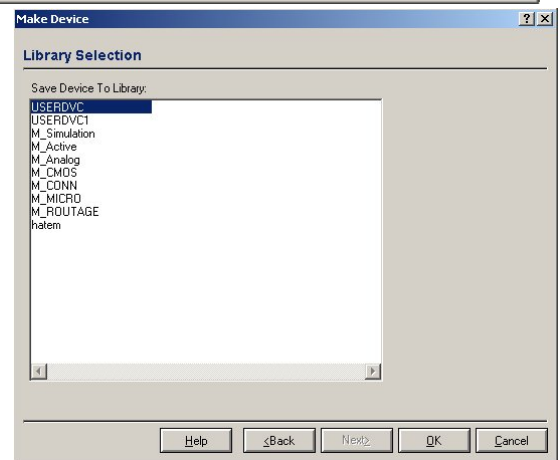 Make Device
? X
Library Selection
Save Device To Library:
USERDVC
USERDVC1
M_Simulation
M_Active
M_Analog
M_CMOS
M_CONN
M_MICRO
M_ROUTAGE
hatem
Help <Back Next> OK Cancel